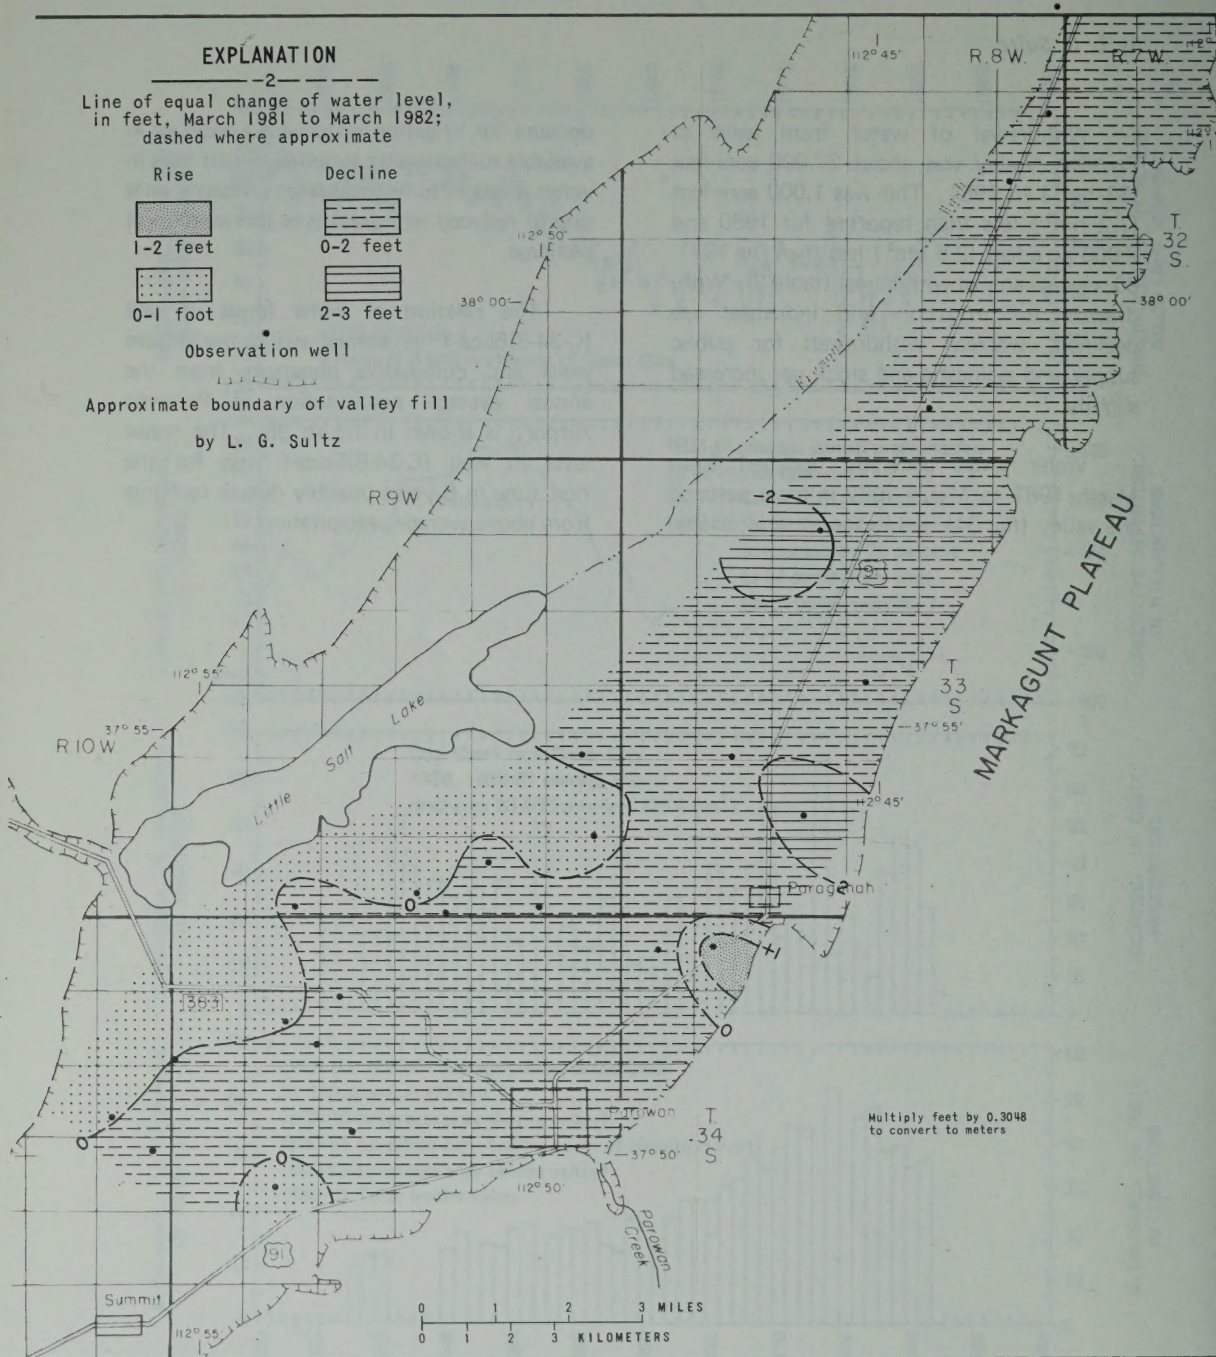 EXPLANATION
-2
Line of equal change of water level,
in feet, March 1981 to March 1982;
dashed where approximate
Rise
Decline
1-2 feet
0-2 feet
0-1 foot
2-3 feet
Observation well
Approximate boundary of valley fill
by L. G. Sultz
112° 45'
R.8W.
R.7W.
112°
112°
T.
32
S.
112° 50'
38° 00'
38° 00'
R.9W.
-2
91
MARKAGUNT PLATEAU
T.
33
S.
112° 55'
37° 55'
37° 55'
R.10W.
Little Salt Lake
112° 45'
2
Paragonah
0
+1
383
0
0
Parowan
T.
34
S.
37° 50'
Multiply feet by 0.3048
to convert to meters
0
112° 50'
Parowan
Creek
91
Summit
112° 55'
0 1 2 3 MILES
0 1 2 3 KILOMETERS